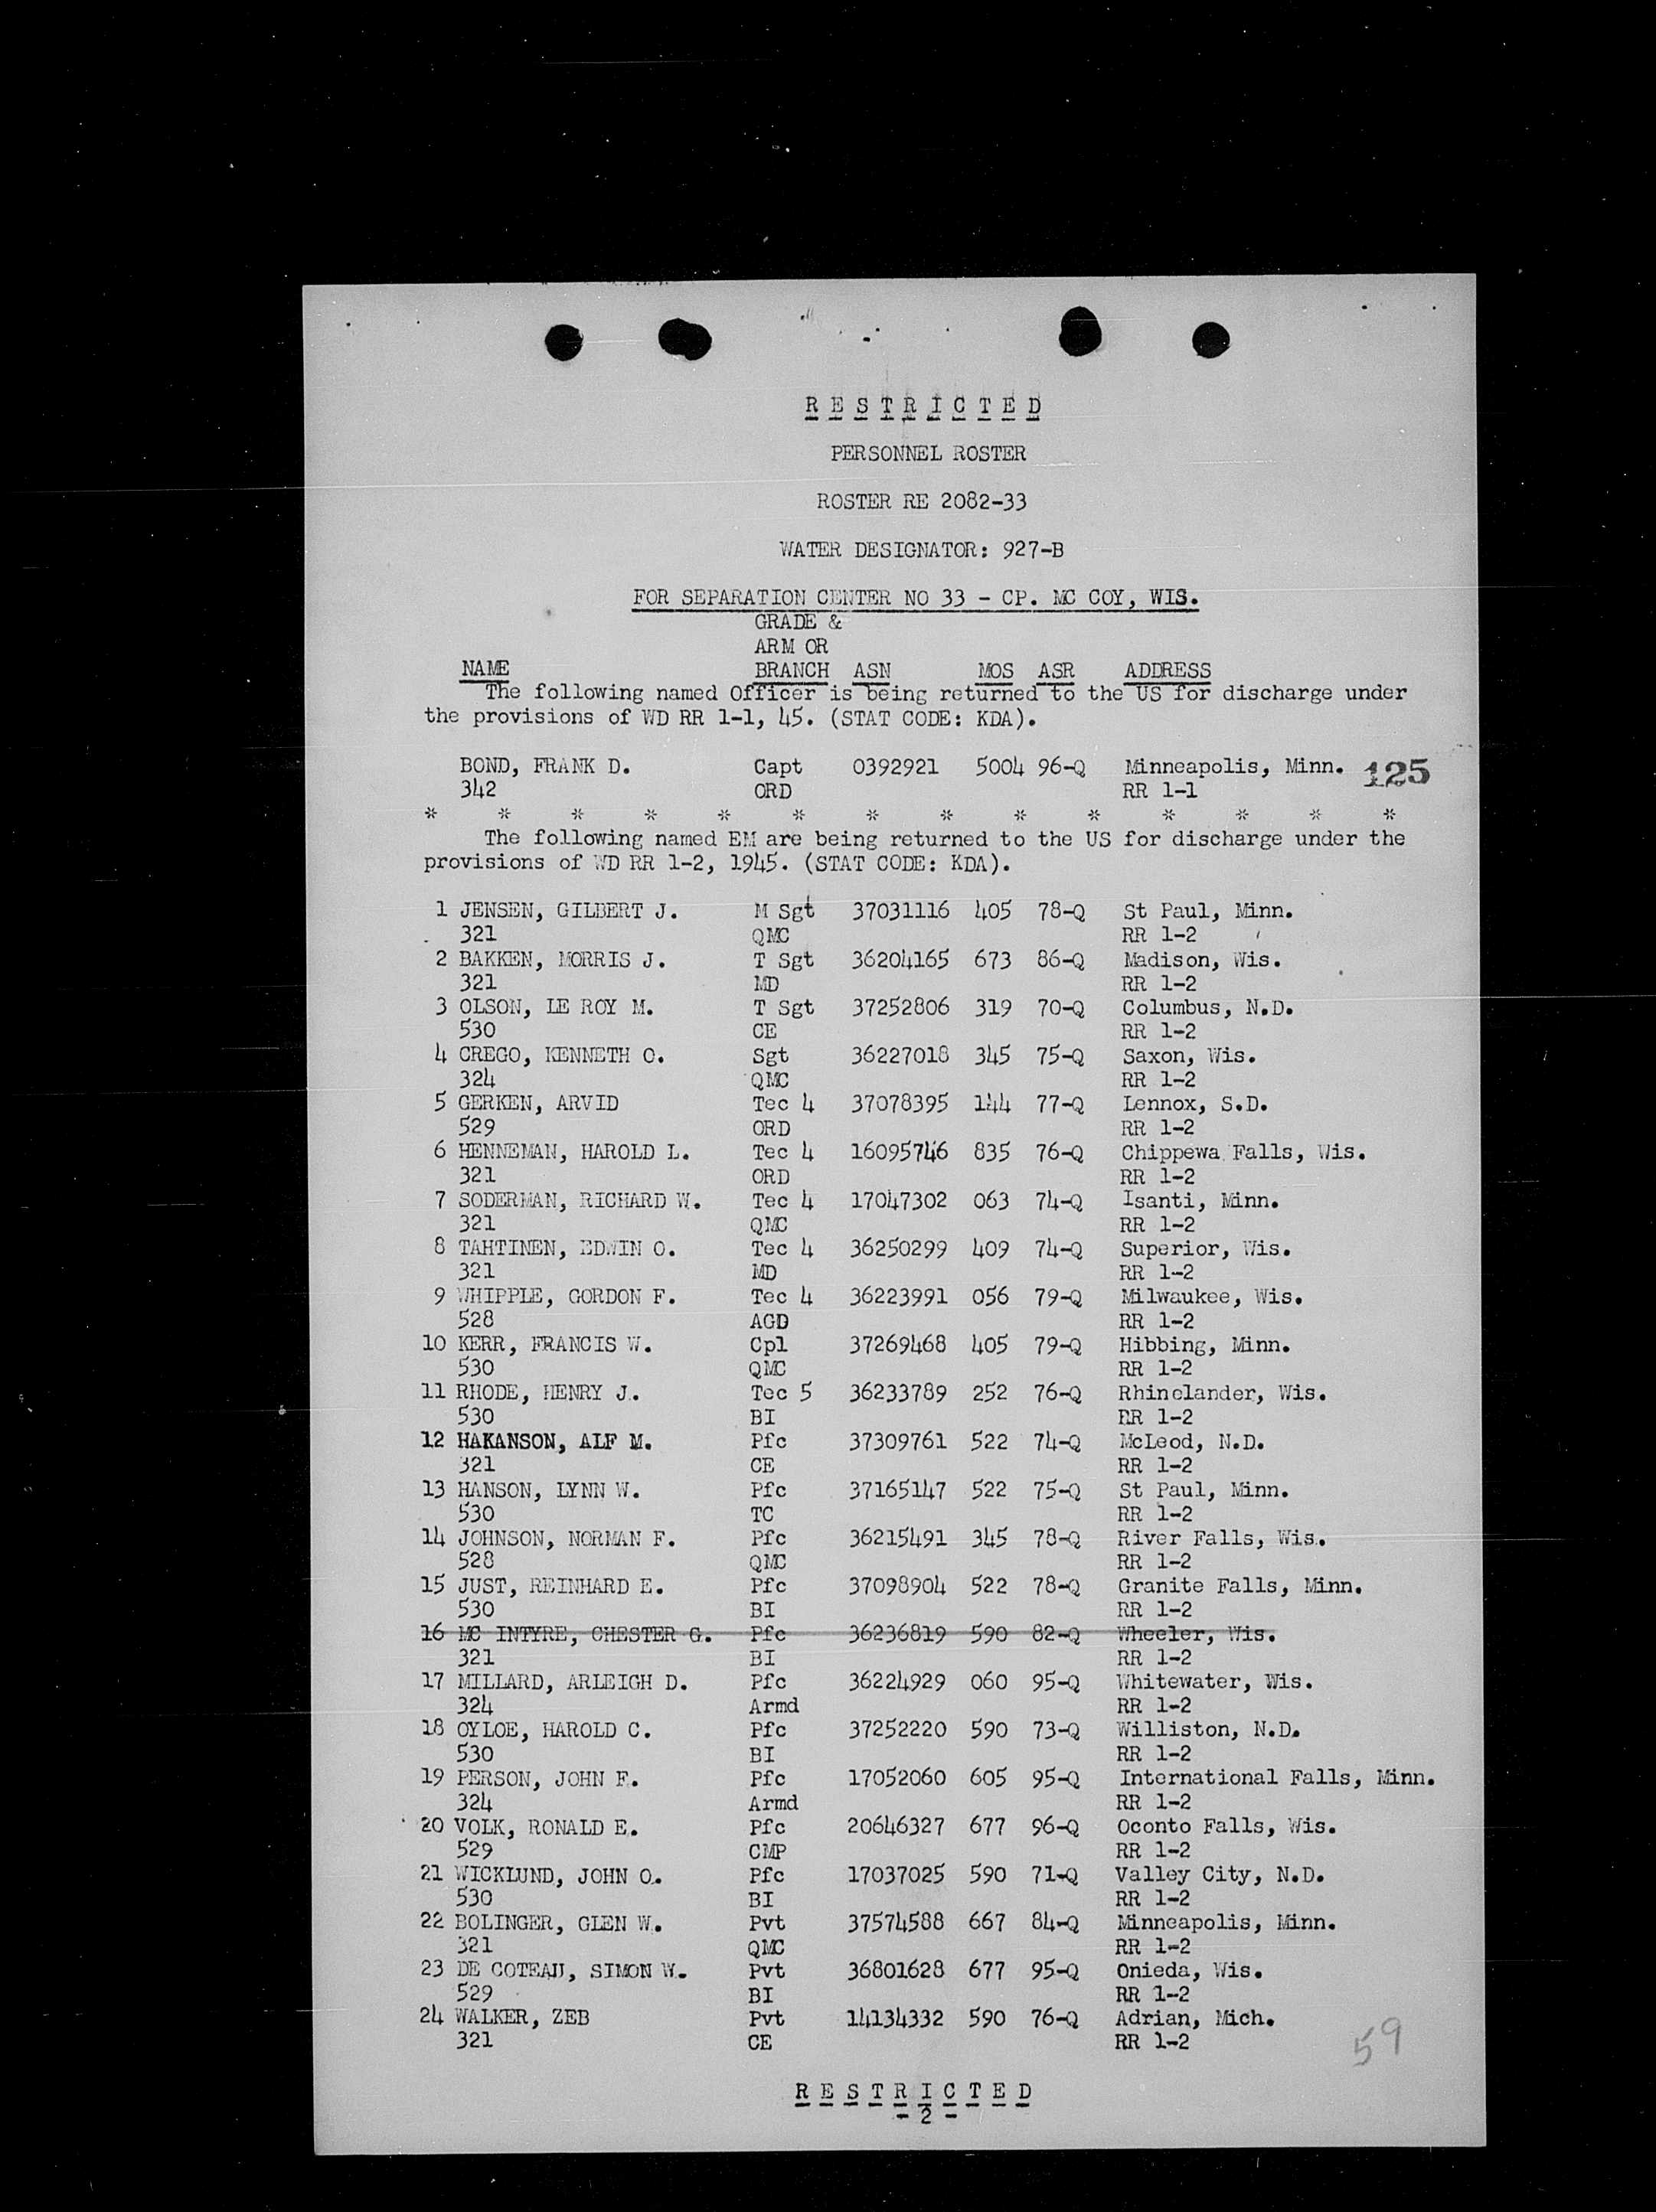 RESTRICTED
PERSONNEL ROSTER
ROSTER RE 2082-33
WATER DESIGNATOR: 927-B
FOR SEPARATION CENTER NO 33 - CP. MC COY, WIS.
GRADE &
ARM OR
NAME BRANCH ASN MOS ASR ADDRESS
The following named Officer is being returned to the US for discharge under
the provisions of WD RR 1-1, 45. (STAT CODE: KDA).
BOND, FRANK D. Capt 0392921 5004 96-Q Minneapolis, Minn. 125
342 ORD RR 1-1
* * * * * * * * * * * * * *
The following named EM are being returned to the US for discharge under the
provisions of WD RR 1-2, 1945. (STAT CODE: KDA).
1 JENSEN, GILBERT J. M Sgt 37031116 405 78-Q St Paul, Minn.
321 QMC RR 1-2
2 BAKKEN, MORRIS J. T Sgt 36204165 673 86-Q Madison, Wis.
321 MD RR 1-2
3 OLSON, LE ROY M. T Sgt 37252806 319 70-Q Columbus, N.D.
530 CE RR 1-2
4 CREGO, KENNETH O. Sgt 36227018 345 75-Q Saxon, Wis.
324 QMC RR 1-2
5 GERKEN, ARVID Tec 4 37078395 144 77-Q Lennox, S.D.
529 ORD RR 1-2
6 HENNEMAN, HAROLD L. Tec 4 16095746 835 76-Q Chippewa Falls, Wis.
321 ORD RR 1-2
7 SODERMAN, RICHARD W. Tec 4 17047302 063 74-Q Isanti, Minn.
321 QMC RR 1-2
8 TAHTINEN, EDWIN O. Tec 4 36250299 409 74-Q Superior, Wis.
321 MD RR 1-2
9 WHIPPLE, GORDON F. Tec 4 36223991 056 79-Q Milwaukee, Wis.
528 AGD RR 1-2
10 KERR, FRANCIS W. Cpl 37269468 405 79-Q Hibbing, Minn.
530 QMC RR 1-2
11 RHODE, HENRY J. Tec 5 36233789 252 76-Q Rhinelander, Wis.
530 BI RR 1-2
12 HAKANSON, ALF M. Pfc 37309761 522 74-Q McLeod, N.D.
321 CE RR 1-2
13 HANSON, LYNN W. Pfc 37165147 522 75-Q St Paul, Minn.
530 TC RR 1-2
14 JOHNSON, NORMAN F. Pfc 36215491 345 78-Q River Falls, Wis.
528 QMC RR 1-2
15 JUST, REINHARD E. Pfc 37098904 522 78-Q Granite Falls, Minn.
530 BI RR 1-2
16 MC INTYRE, CHESTER G. Pfc 36236819 590 82-Q Wheeler, Wis.
321 BI RR 1-2
17 MILLARD, ARLEIGH D. Pfc 36224929 060 95-Q Whitewater, Wis.
324 Armd RR 1-2
18 OYLOE, HAROLD C. Pfc 37252220 590 73-Q Williston, N.D.
530 BI RR 1-2
19 PERSON, JOHN F. Pfc 17052060 605 95-Q International Falls, Minn.
324 Armd RR 1-2
20 VOLK, RONALD E. Pfc 20646327 677 96-Q Oconto Falls, Wis.
529 CMP RR 1-2
21 WICKLUND, JOHN O. Pfc 17037025 590 71-Q Valley City, N.D.
530 BI RR 1-2
22 BOLINGER, GLEN W. Pvt 37574588 667 84-Q Minneapolis, Minn.
321 QMC RR 1-2
23 DE COTEAU, SIMON W. Pvt 36801628 677 95-Q Onieda, Wis.
529 BI RR 1-2
24 WALKER, ZEB Pvt 14134332 590 76-Q Adrian, Mich.
321 CE RR 1-2
59
RESTRICTED
- 2 -